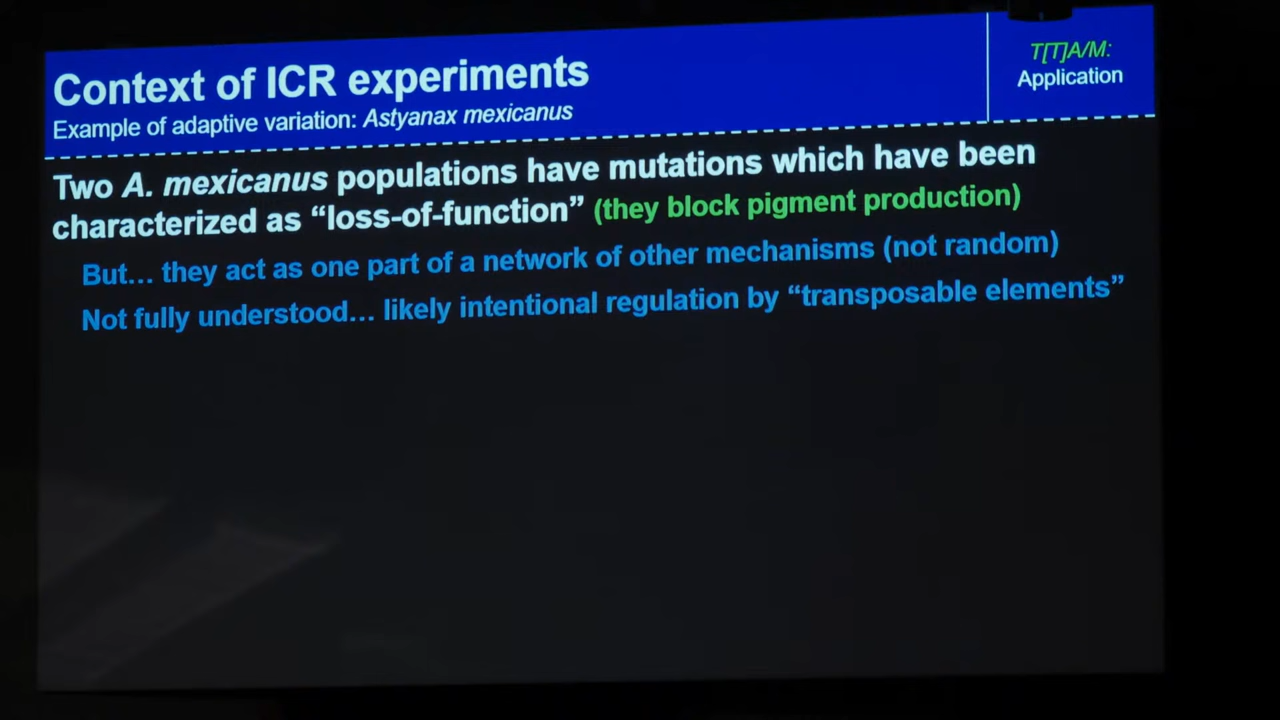 Context of ICR experiments
Example of adaptive variation: Astyanax mexicanus
T[T]A/M:
Application
Two A. mexicanus populations have mutations which have been
characterized as “loss-of-function” (they block pigment production)
But… they act as one part of a network of other mechanisms (not random)
Not fully understood… likely intentional regulation by “transposable elements”